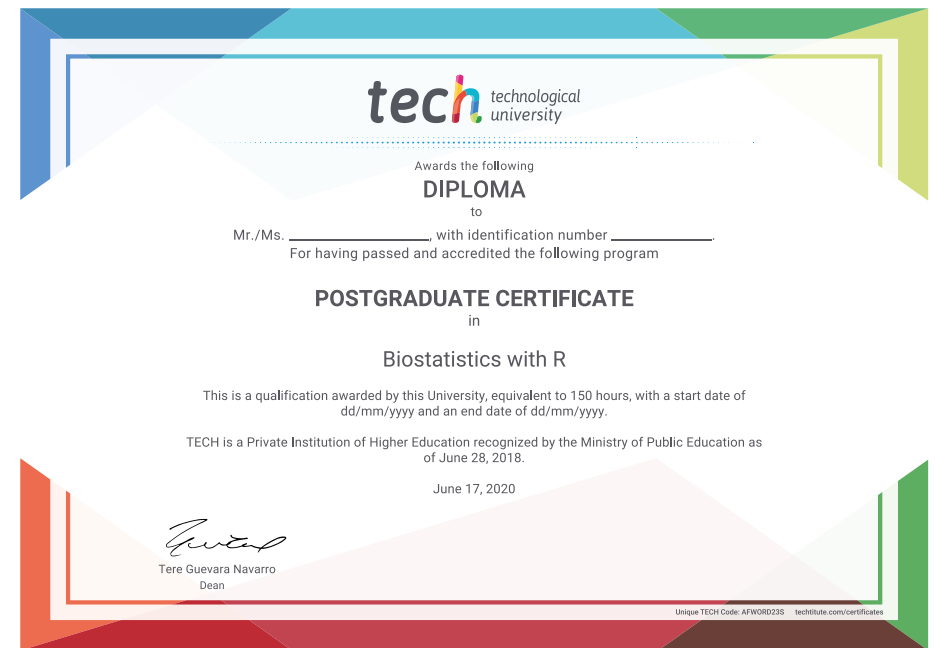 tech technological
university
Awards the following
DIPLOMA
to
Mr./Ms. ____________________, with identification number ______________.
For having passed and accredited the following program
POSTGRADUATE CERTIFICATE
in
Biostatistics with R
This is a qualification awarded by this University, equivalent to 150 hours, with a start date of
dd/mm/yyyy and an end date of dd/mm/yyyy.
TECH is a Private Institution of Higher Education recognized by the Ministry of Public Education as
of June 28, 2018.
June 17, 2020
Tere Guevara Navarro
Dean
Unique TECH Code: AFWORD23S techtitute.com/certificates